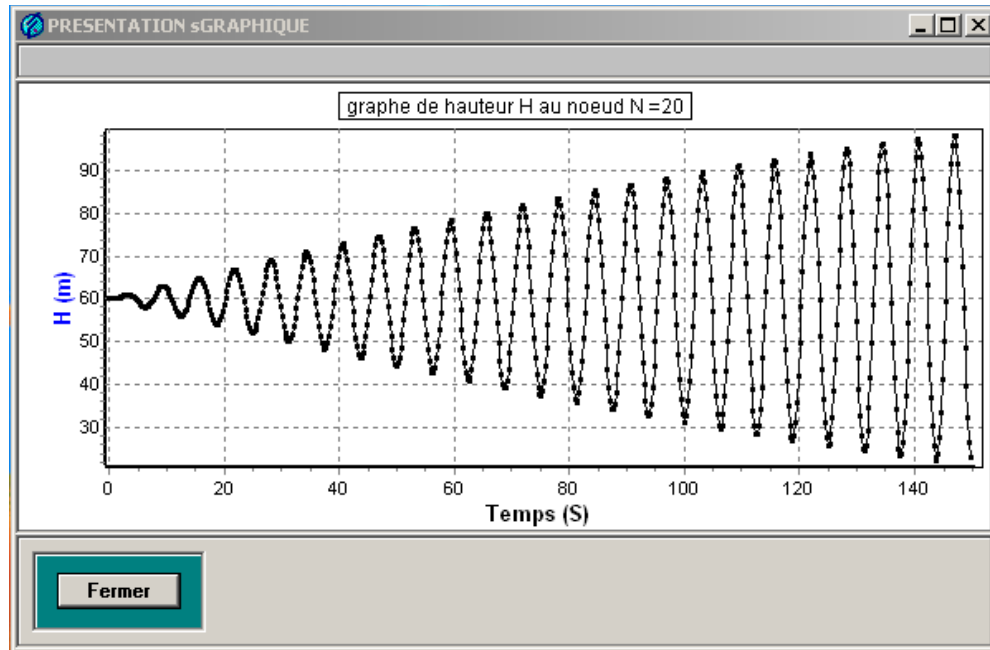 PRESENTATION sGRAPHIQUE
graphe de hauteur H au noeud N =20
H (m)
90
80
70
60
50
40
30
0 20 40 60 80 100 120 140
Temps (S)
Fermer